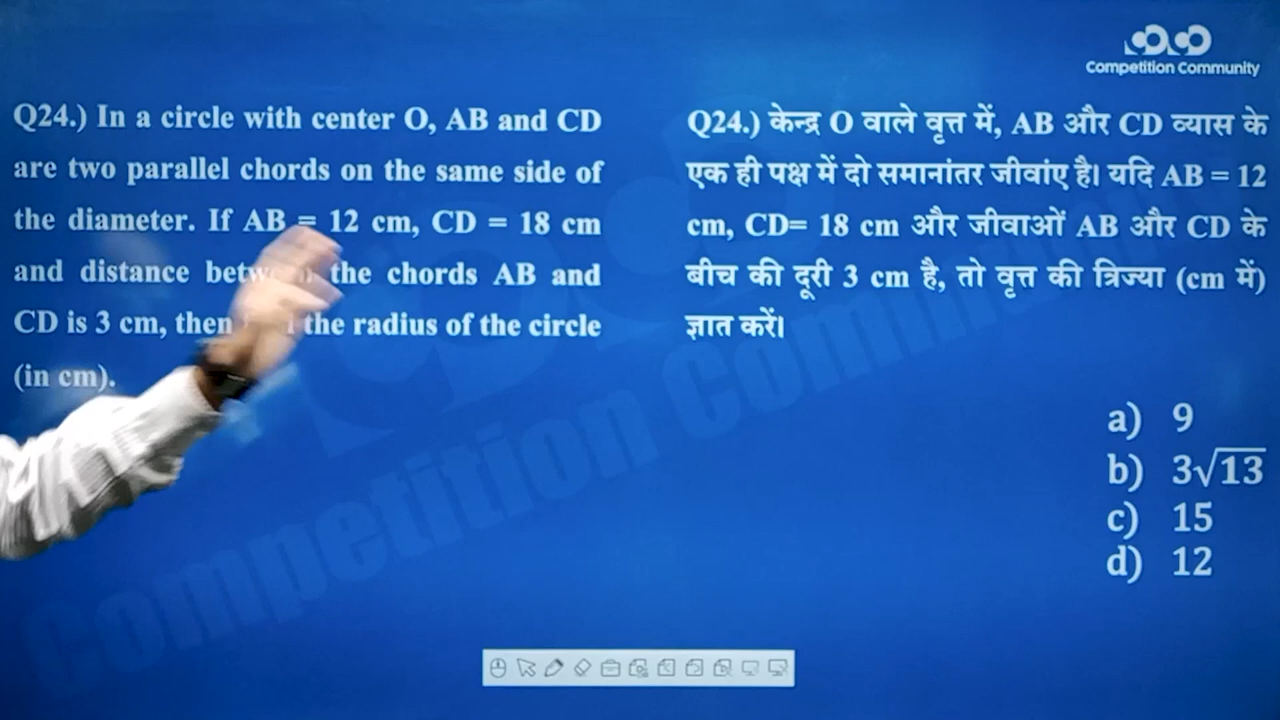 Competition Community
Q24.) In a circle with center O, AB and CD
are two parallel chords on the same side of
the diameter. If AB = 12 cm, CD = 18 cm
and distance the chords AB and
CD is 3 cm, then the radius of the circle
(in cm).
Q24.) केन्द्र O वाले वृत्त में, AB और CD व्यास के
एक ही पक्ष में दो समानांतर जीवांए है। यदि AB = 12
cm, CD= 18 cm और जीवाओं AB और CD के
बीच की दूरी 3 cm है, तो वृत्त की त्रिज्या (cm में)
ज्ञात करें।
a) 9
b) 3√13
c) 15
d) 12
Competition Community